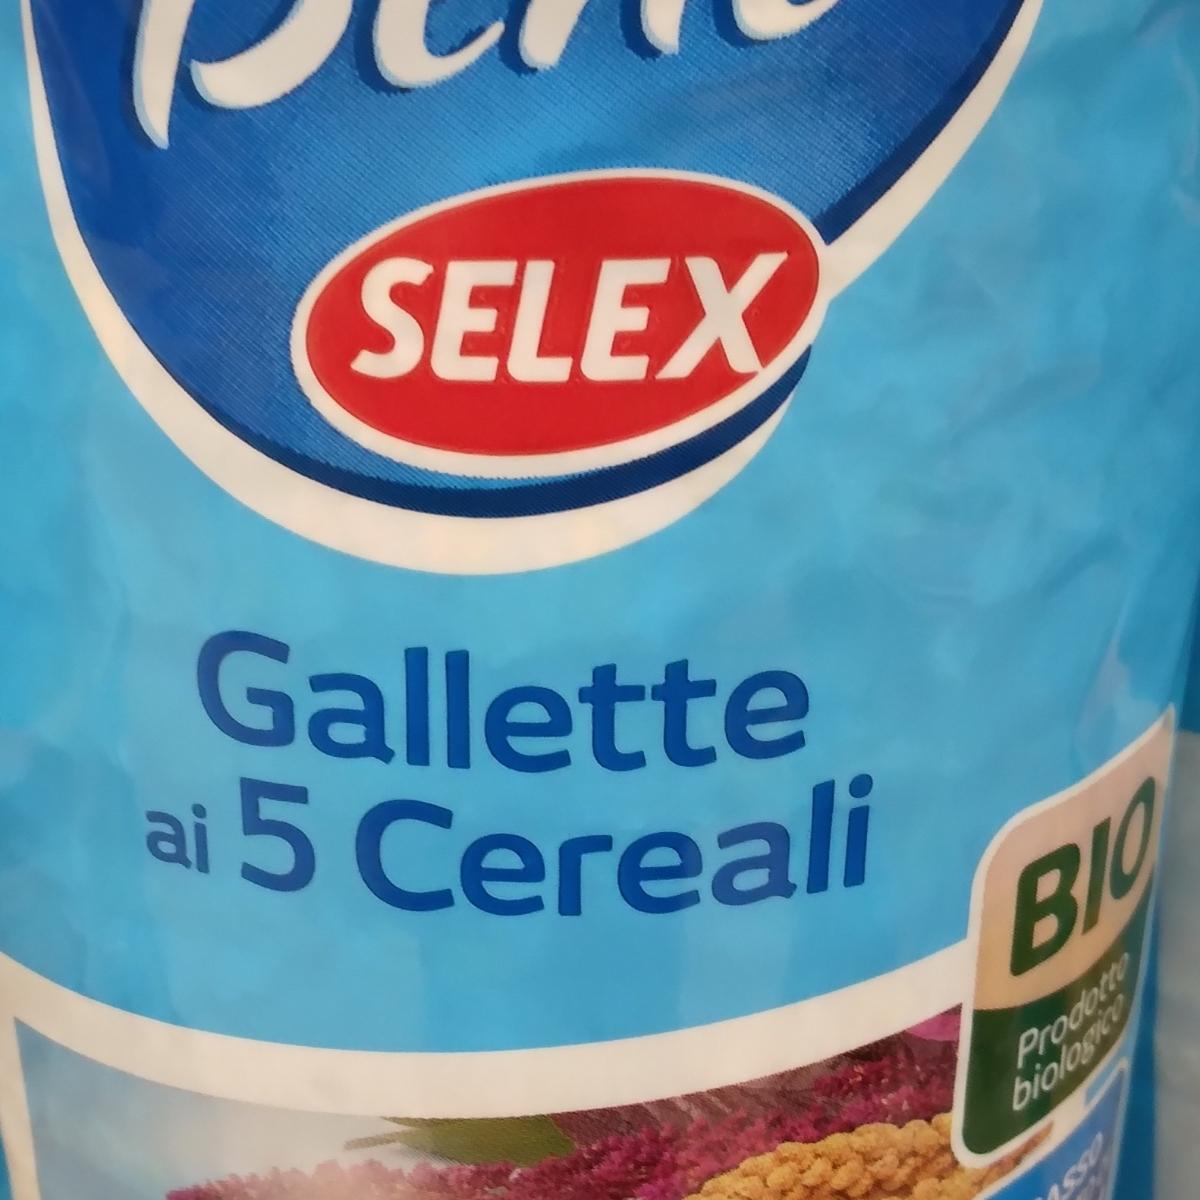 SELEX
Gallette
ai 5 Cereali
BIO
Prodotto
biologico